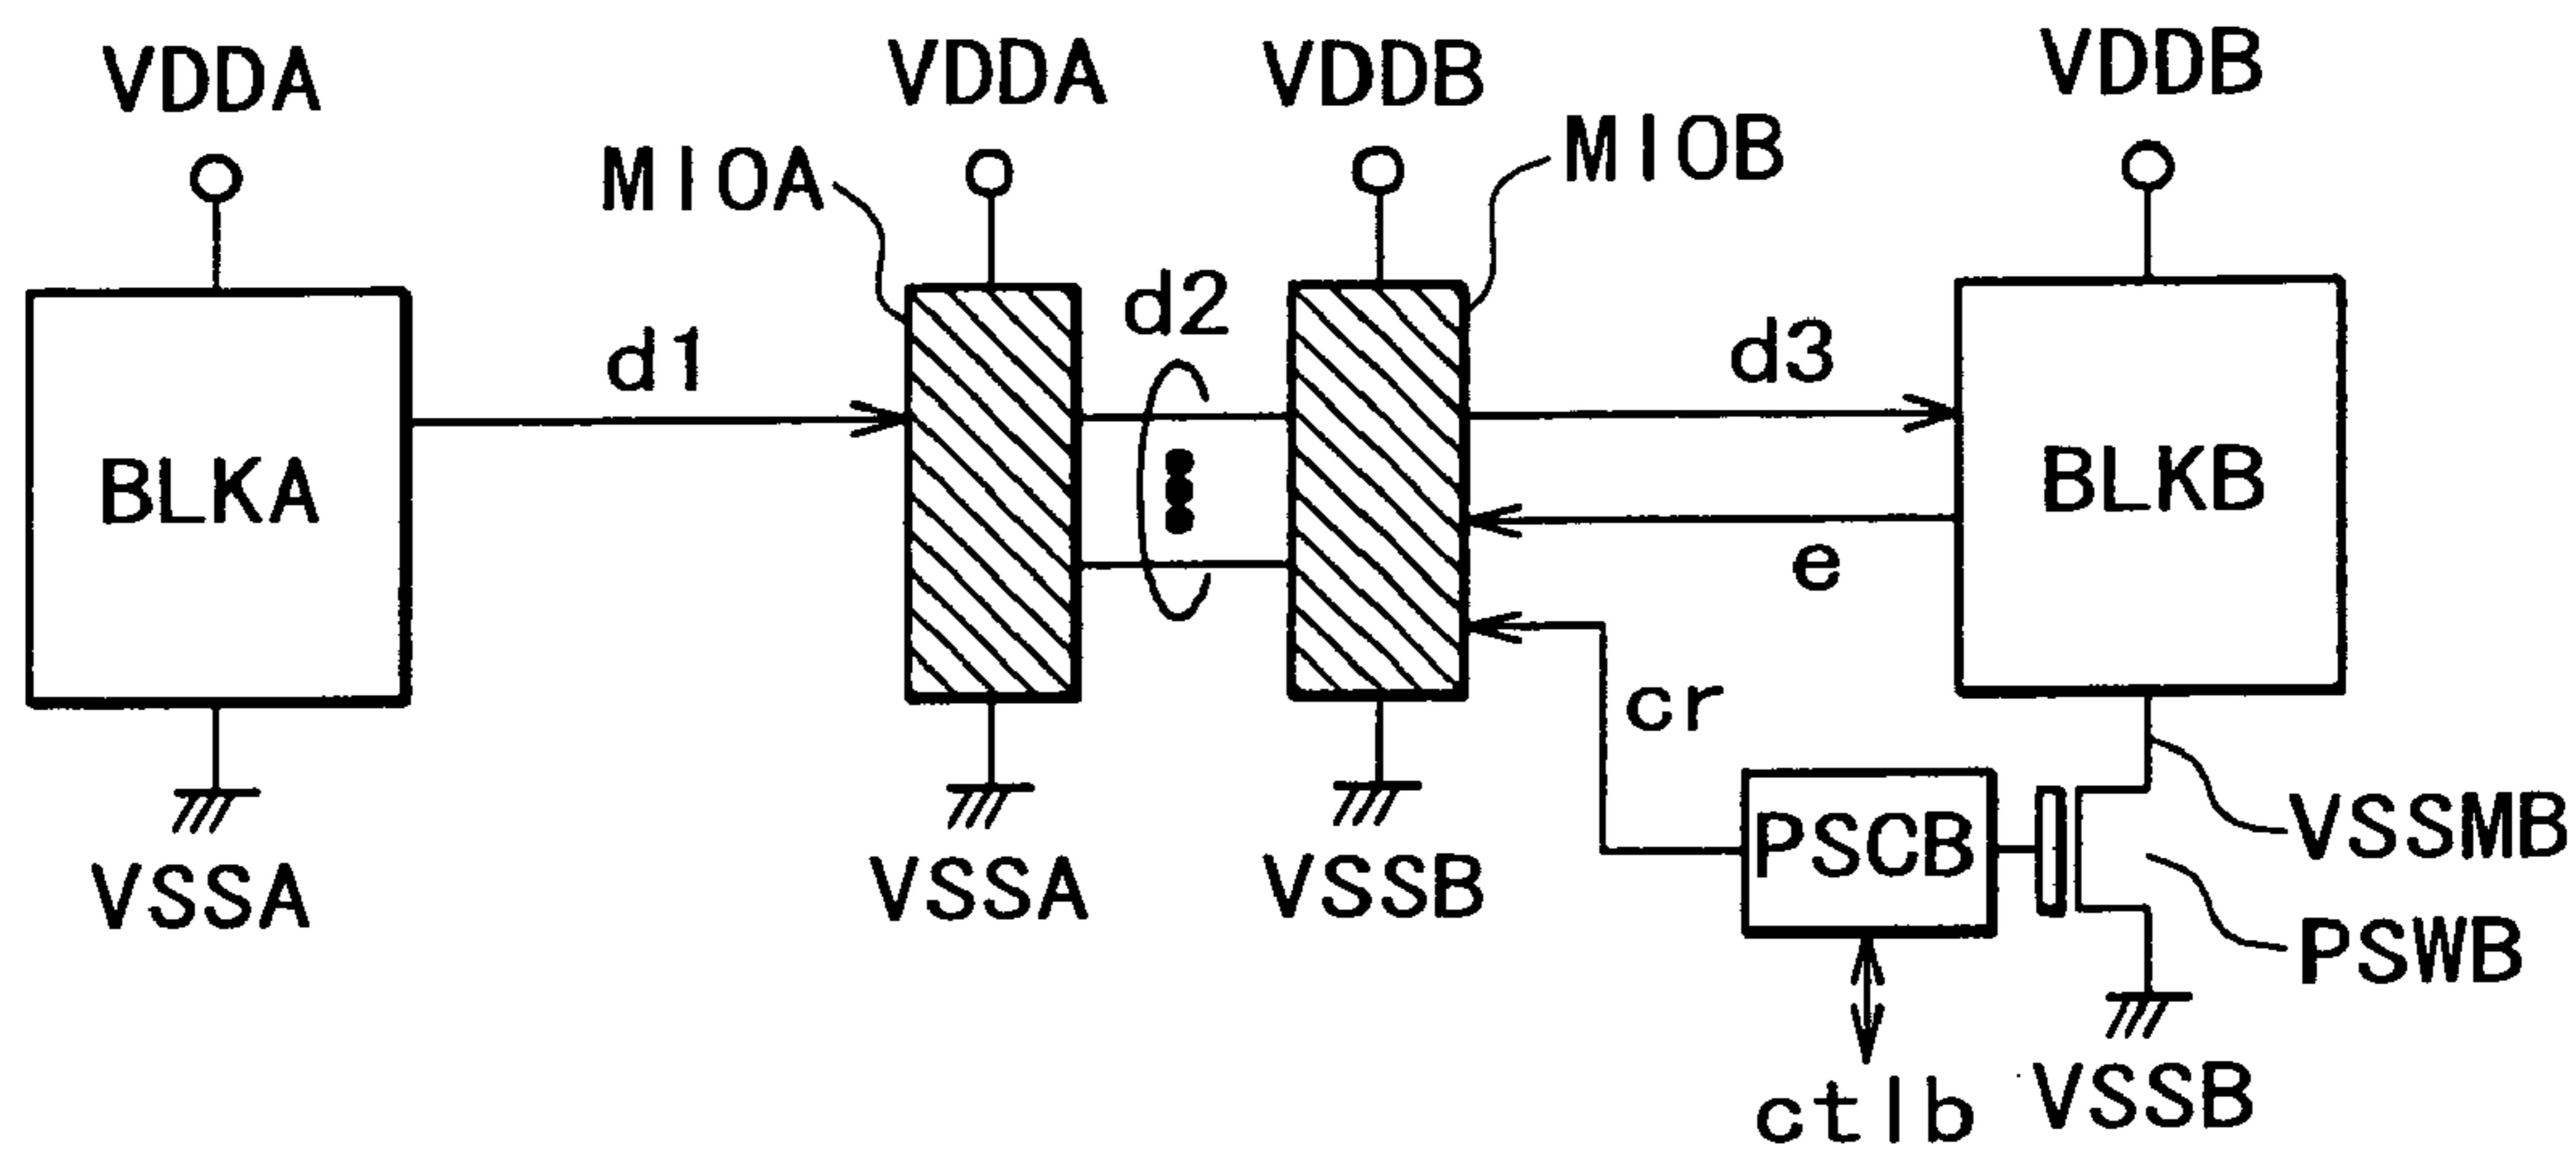 VDDA
VDDA
VDDB
VDDB
MIOA
MIOB
d1
d2
d3
BLKA
BLKB
e
cr
PSCB
VSSMB
PSWB
VSSA
VSSA
VSSB
ctlb
VSSB